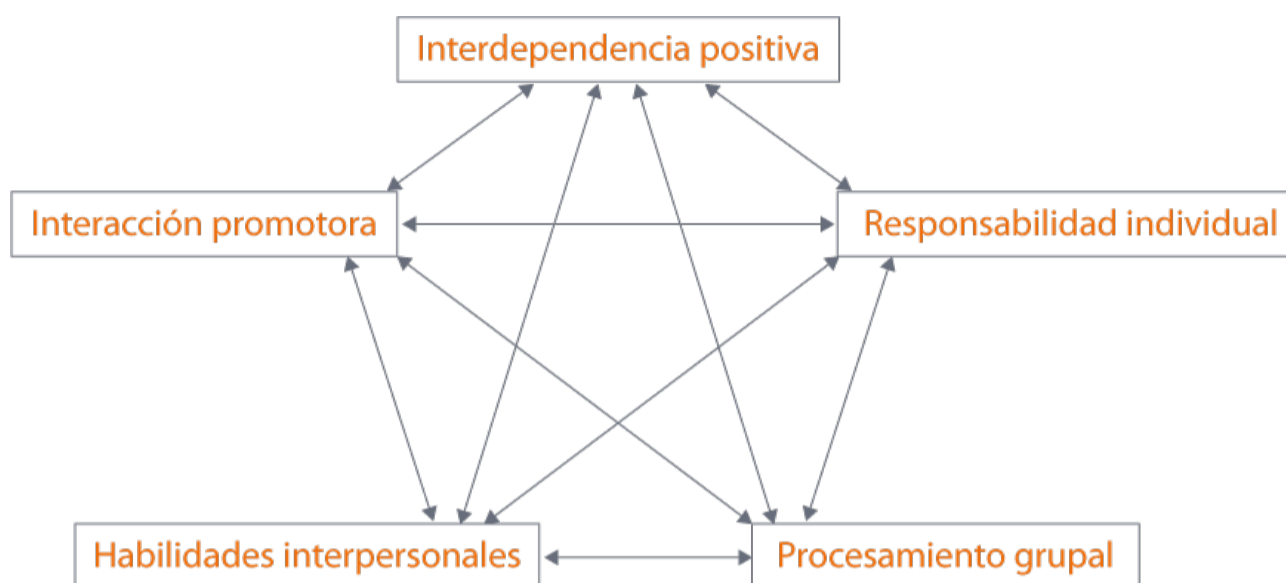 Interdependencia positiva
Interacción promotora
Responsabilidad individual
Habilidades interpersonales
Procesamiento grupal